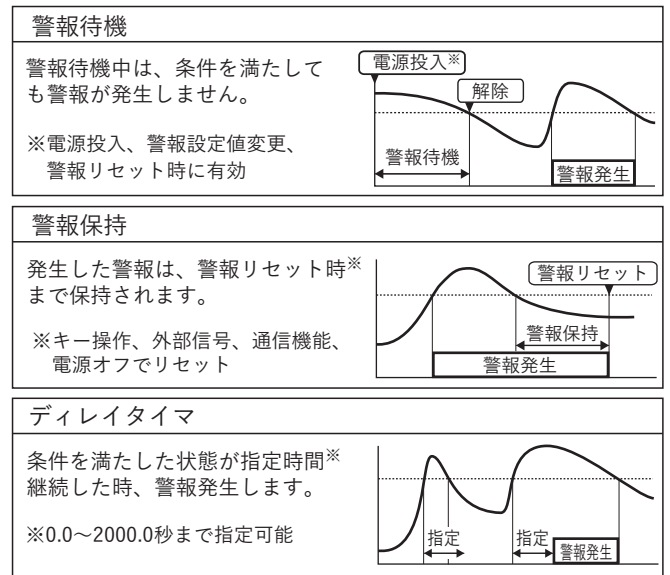 警報待機
警報待機中は、条件を満たして
も警報が発生しません。
※電源投入、警報設定値変更、
警報リセット時に有効
電源投入※
解除
警報待機
警報発生
警報保持
発生した警報は、警報リセット時※
まで保持されます。
※キー操作、外部信号、通信機能、
電源オフでリセット
警報リセット
警報保持
警報発生
ディレイタイマ
条件を満たした状態が指定時間※
継続した時、警報発生します。
※0.0～2000.0秒まで指定可能
指定
指定
警報発生